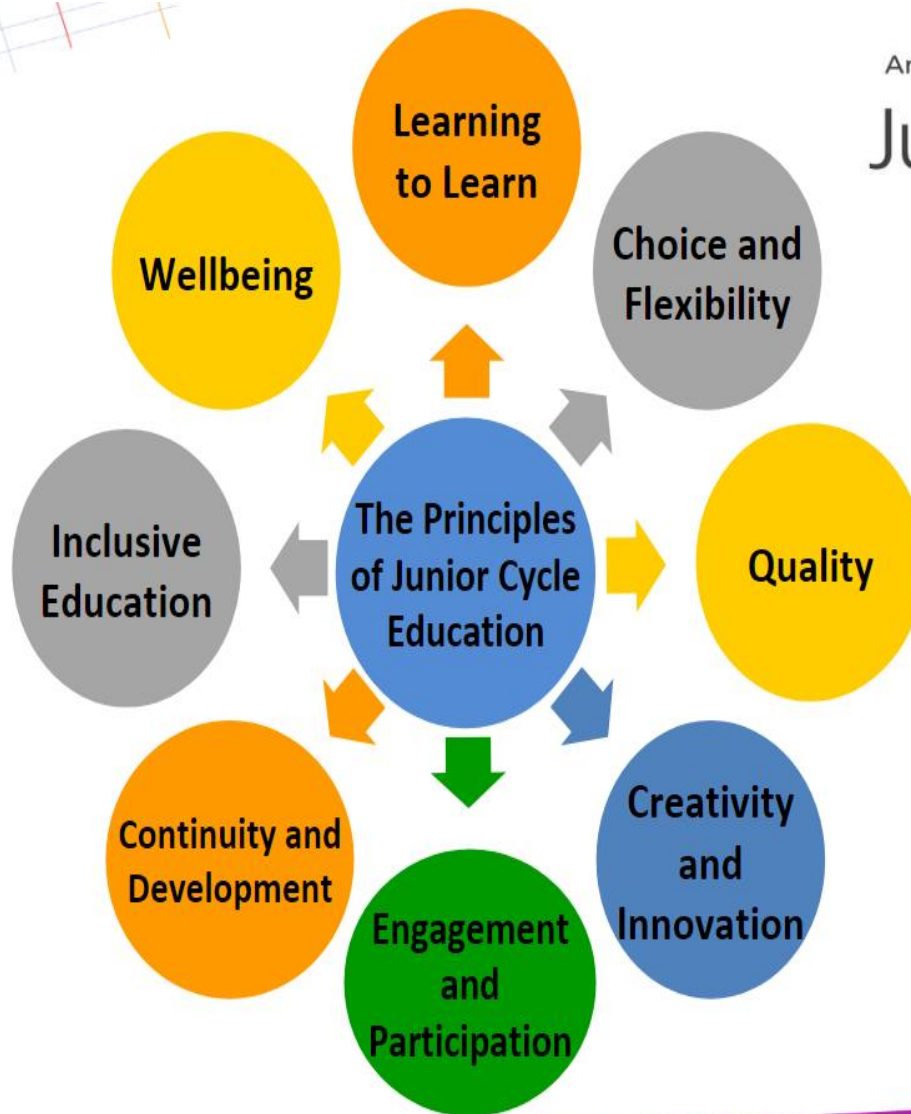 Learning
to Learn
Choice and
Flexibility
Quality
Creativity
and
Innovation
Engagement
and
Participation
Continuity and
Development
Inclusive
Education
Wellbeing
The Principles
of Junior Cycle
Education